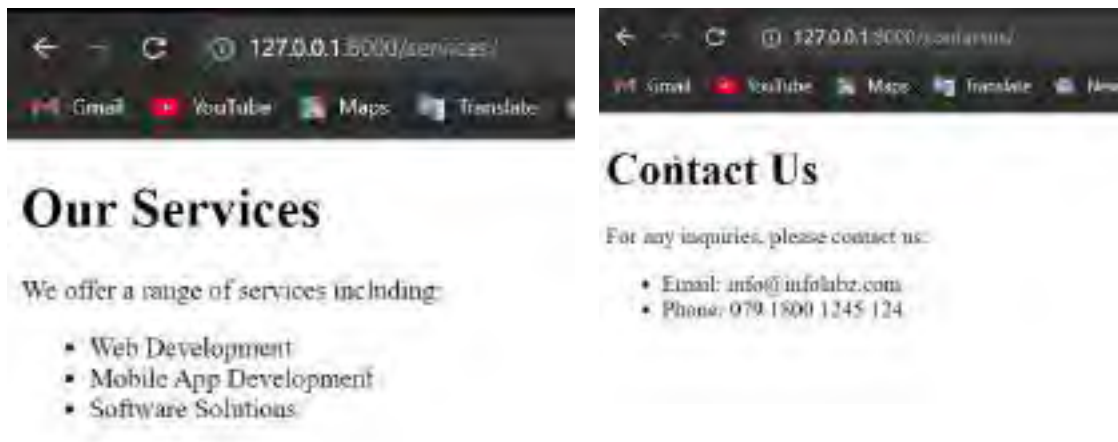 127.0.0.1:8000/services/
Gmail YouTube Maps Translate
Our Services
We offer a range of services including:
• Web Development
• Mobile App Development
• Software Solutions
127.0.0.1:8000/
Gmail YouTube Maps Translate New
Contact Us
For any inquiries, please contact us:
• Email: info@infolabz.com
• Phone: 079 1800 1245 124